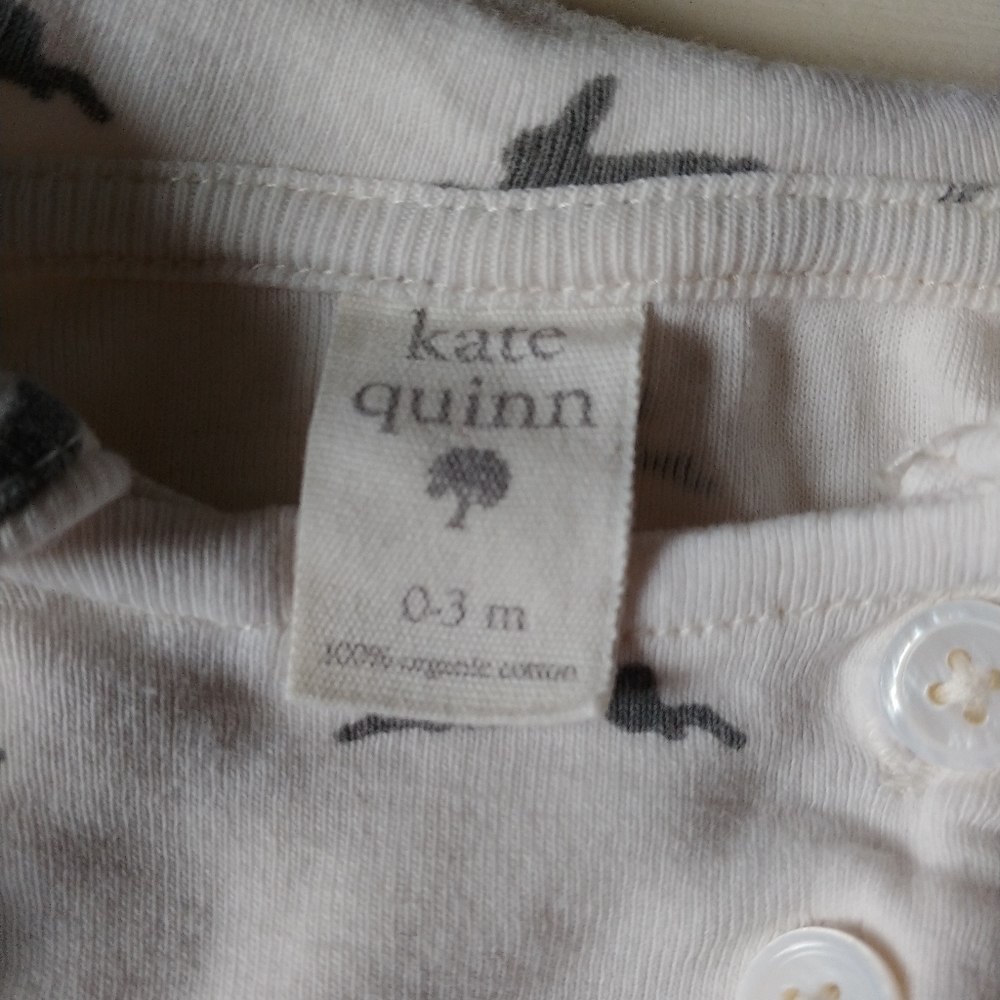 kate
quinn
0-3 m
100% organic cotton